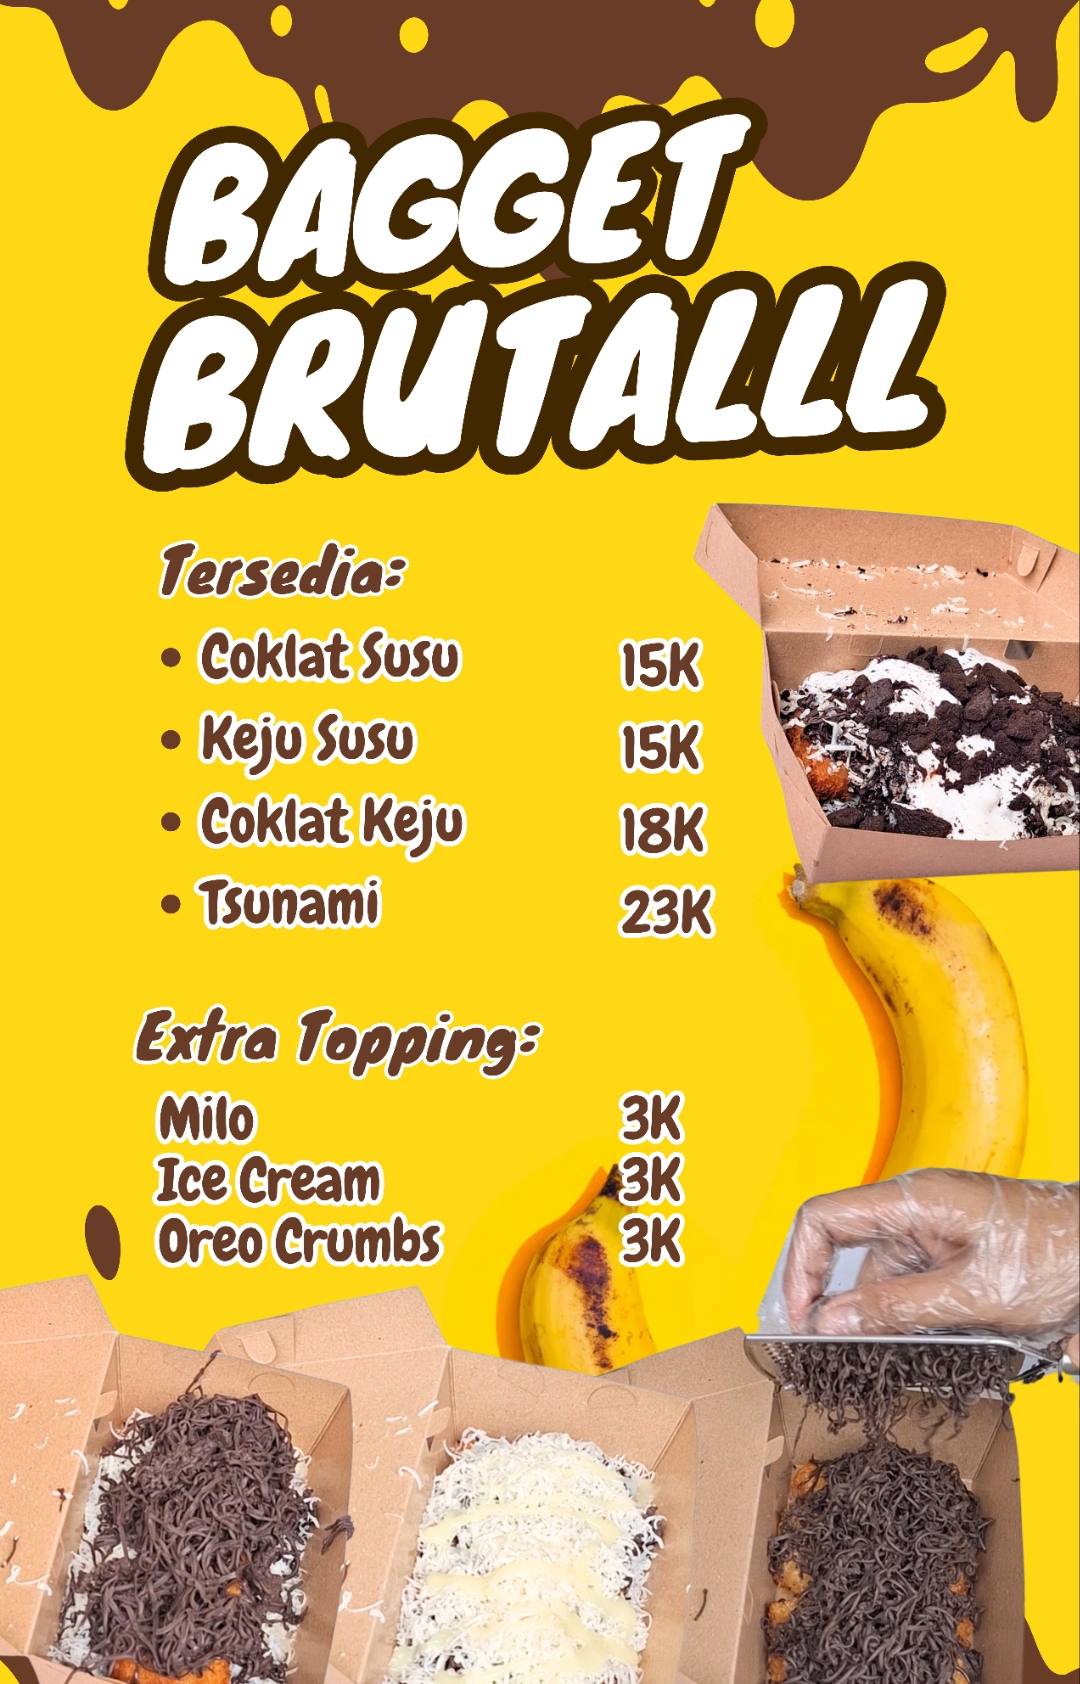 BAGGET
BRUTALLL
Tersedia:
• Coklat Susu 15K
• Keju Susu 15K
• Coklat Keju 18K
• Tsunami 23K
Extra Topping:
Milo 3K
Ice Cream 3K
Oreo Crumbs 3K